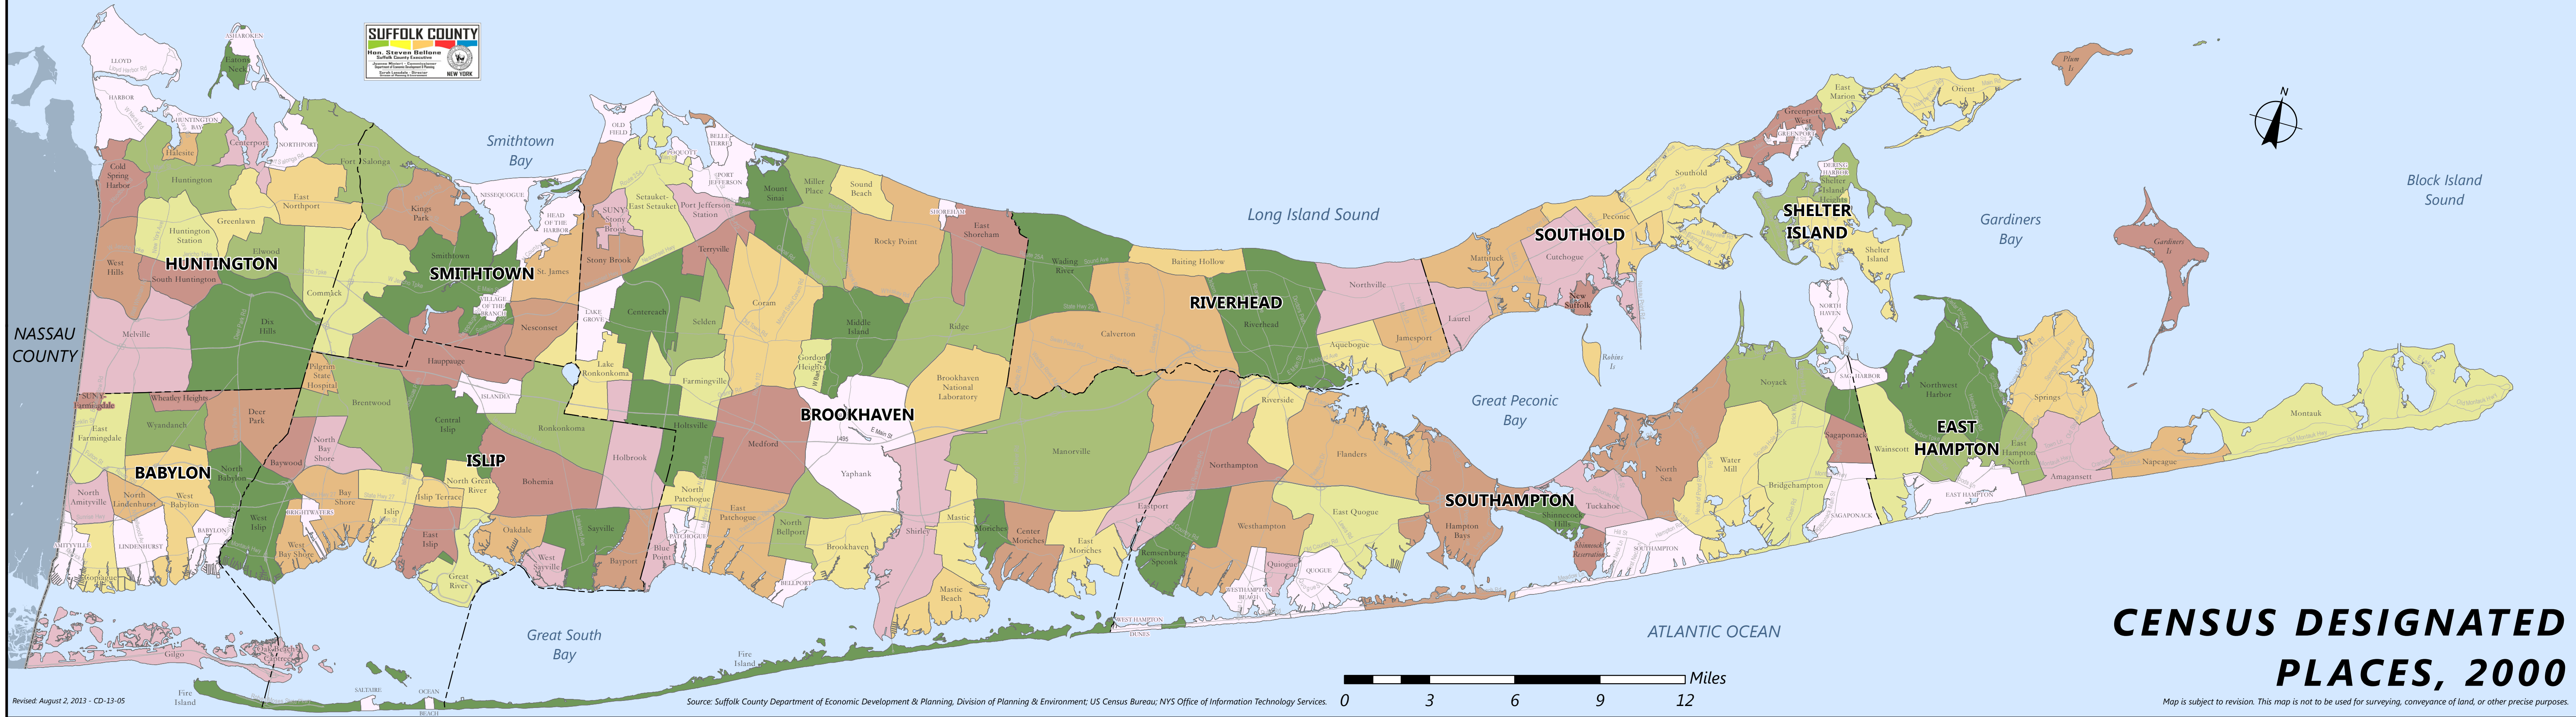 SUFFOLK COUNTY
Hon. Steven Bellone
Suffolk County Executive
NEW YORK
CENSUS DESIGNATED
PLACES, 2000
NASSAU
COUNTY
Smithtown
Bay
Long Island Sound
Block Island
Sound
Gardiners
Bay
Great Peconic
Bay
Great South
Bay
ATLANTIC OCEAN
HUNTINGTON
SMITHTOWN
BABYLON
ISLIP
BROOKHAVEN
RIVERHEAD
SOUTHOLD
SHELTER
ISLAND
SOUTHAMPTON
EAST
HAMPTON
LLOYD
HARBOR
ASHAROKEN
Eatons
Neck
HUNTINGTON
BAY
Halesite
Centerport
NORTHPORT
Cold
Spring
Harbor
Huntington
Fort Salonga
East
Northport
Greenlawn
Huntington
Station
Elwood
West
Hills
South Huntington
Melville
Dix
Hills
Commack
Kings
Park
NISSEQUOGUE
HEAD
OF THE
HARBOR
Smithtown
St. James
VILLAGE
OF THE
BRANCH
Nesconset
Hauppauge
Pilgrim
State
Hospital
ISLANDIA
SUNY
Farmingdale
Wheatley Heights
East
Farmingdale
Wyandanch
Deer
Park
North
Amityville
North
Lindenhurst
West
Babylon
North
Babylon
AMITYVILLE
Copiague
LINDENHURST
BABYLON
West
Islip
Brentwood
Central
Islip
Ronkonkoma
North
Bay
Shore
Baywood
Bay
Shore
BRIGHTWATERS
West
Bay Shore
Islip
Islip Terrace
North Great
River
East
Islip
Great
River
Oakdale
Bohemia
Holbrook
West
Sayville
Sayville
Bayport
Gilgo
Fire
Island
SALTAIRE
OCEAN
BEACH
Fire
Island
OLD
FIELD
POQUOTT
BELLE
TERRE
PORT
JEFFERSON
Setauket-
East Setauket
SUNY
Stony
Brook
Stony Brook
Port Jefferson
Station
Mount
Sinai
Miller
Place
Sound
Beach
Rocky Point
SHOREHAM
East
Shoreham
Terryville
LAKE
GROVE
Centereach
Selden
Coram
Middle
Island
Ridge
Lake
Ronkonkoma
Farmingville
Gordon
Heights
Brookhaven
National
Laboratory
Holtsville
Medford
Yaphank
I495
E Main St
Manorville
North
Patchogue
PATCHOGUE
Blue
Point
East
Patchogue
North
Bellport
BELLPORT
Brookhaven
Shirley
Mastic
Mastic
Beach
Moriches
Center
Moriches
East
Moriches
Eastport
Wading
River
Baiting Hollow
Calverton
Riverhead
Northville
Aquebogue
Jamesport
Riverside
Flanders
Northampton
Westhampton
Remsenburg-
Speonk
WEST HAMPTON
DUNES
WESTHAMPTON
BEACH
Quiogue
QUOGUE
East Quogue
Hampton
Bays
Shinnecock
Hills
Shinnecock
Reservation
Tuckahoe
SOUTHAMPTON
North
Sea
Water
Mill
Noyack
Bridgehampton
Sagaponack
SAGAPONACK
SAG HARBOR
NORTH
HAVEN
Wainscott
EAST HAMPTON
East
Hampton
North
Northwest
Harbor
Springs
Amagansett
Napeague
Montauk
Laurel
Mattituck
Cutchogue
New
Suffolk
Peconic
Southold
Robins
Is
Greenport
West
GREENPORT
East
Marion
Orient
Plum
Is
DERING
HARBOR
Shelter
Island
Heights
Shelter
Island
Gardiners
Is
N
0 3 6 9 12
Miles
Revised: August 2, 2013 - CD-13-05
Source: Suffolk County Department of Economic Development & Planning, Division of Planning & Environment; US Census Bureau; NYS Office of Information Technology Services.
Map is subject to revision. This map is not to be used for surveying, conveyance of land, or other precise purposes.